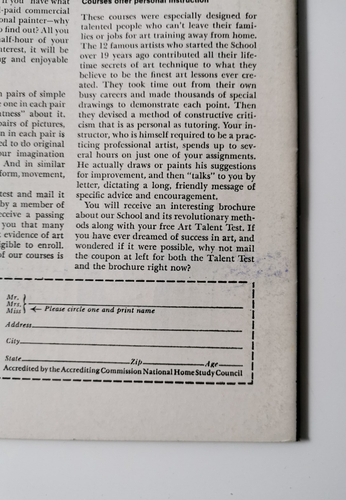 if you have what
-paid commercial
onal painter—why
o find out? All you
alf-hour of your
nterest, it will be
g and enjoyable
pairs of simple
e one in each pair
tness" about it.
pairs of pictures,
n in each pair is
ed to do original
ur imagination
And in similar
form, movement,
test and mail it
by a member of
ceive a passing
you that many
evidence of art
gible to enroll.
of our courses is
Courses offer personal instruction
These courses were especially designed for
talented people who can't leave their fami-
lies or jobs for art training away from home.
The 12 famous artists who started the School
over 19 years ago contributed all their life-
time secrets of art technique to what they
believe to be the finest art lessons ever cre-
ated. They took time out from their own
busy careers and made thousands of special
drawings to demonstrate each point. Then
they devised a method of constructive criti-
cism that is as personal as tutoring. Your in-
structor, who is himself required to be a prac-
ticing professional artist, spends up to sev-
eral hours on just one of your assignments.
He actually draws or paints his suggestions
for improvement, and then "talks" to you by
letter, dictating a long, friendly message of
specific advice and encouragement.
You will receive an interesting brochure
about our School and its revolutionary meth-
ods along with your free Art Talent Test. If
you have ever dreamed of success in art, and
wondered if it were possible, why not mail
the coupon at left for both the Talent Test
and the brochure right now?
Mr.
Mrs.
Miss
Please circle one and print name
Address
City
State Zip Age
Accredited by the Accrediting Commission National Home Study Council